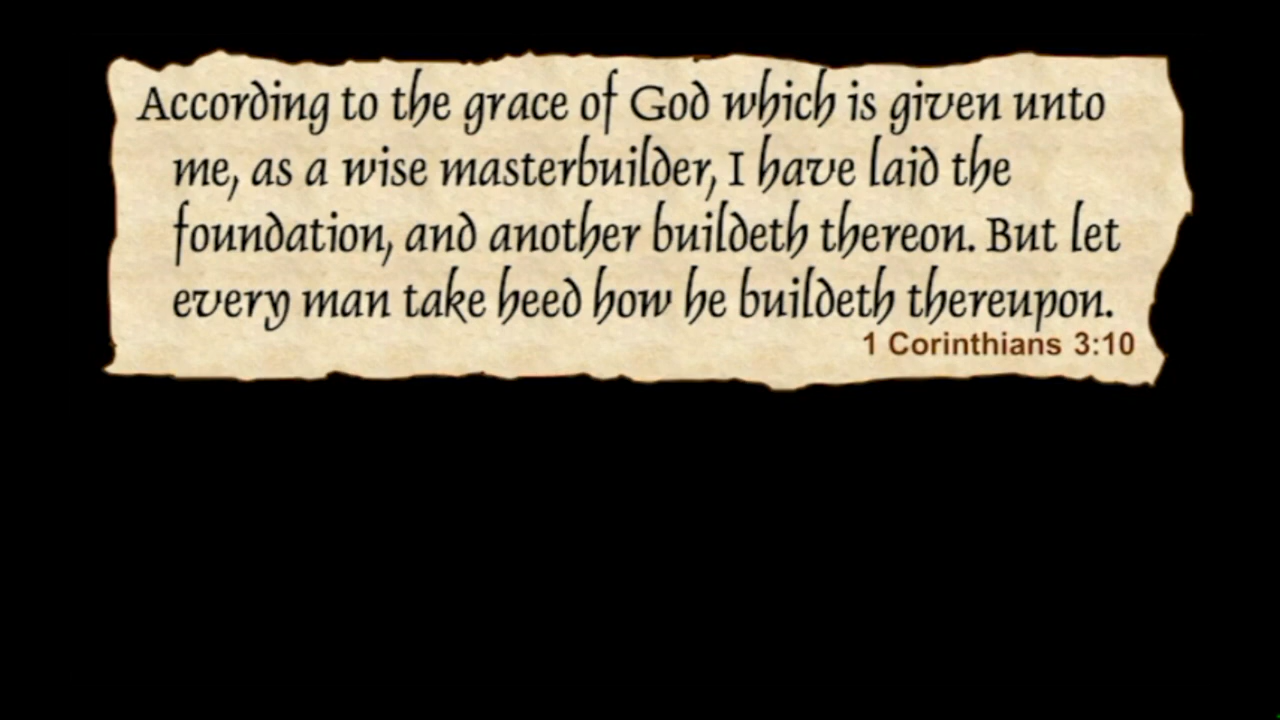 According to the grace of God which is given unto
me, as a wise masterbuilder, I have laid the
foundation, and another buildeth thereon. But let
every man take heed how he buildeth thereupon.
1 Corinthians 3:10